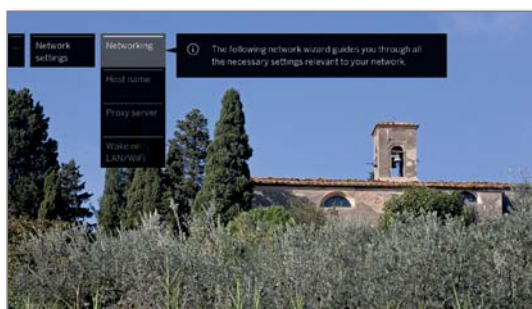 ...
Network
settings
Networking
The following network wizard guides you through all
the necessary settings relevant to your network.
Host name
Proxy server
Wake on
LAN/WiFi